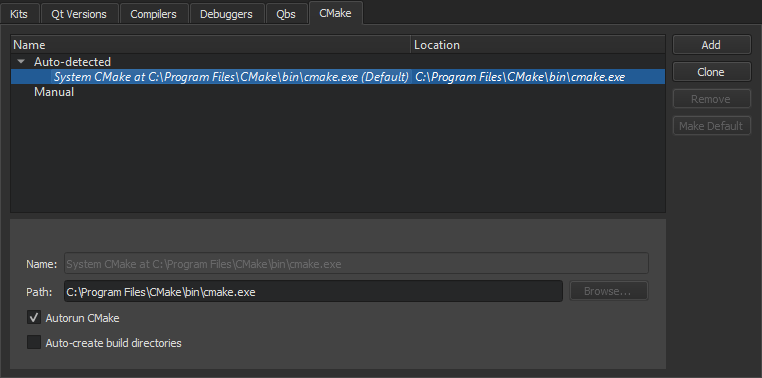 Kits Qt Versions Compilers Debuggers Qbs CMake
Name Location Add
Auto-detected
System CMake at C:\Program Files\CMake\bin\cmake.exe (Default) C:\Program Files\CMake\bin\cmake.exe Clone
Manual Remove
Make Default
Name: System CMake at C:\Program Files\CMake\bin\cmake.exe
Path: C:\Program Files\CMake\bin\cmake.exe Browse...
Autorun CMake
Auto-create build directories